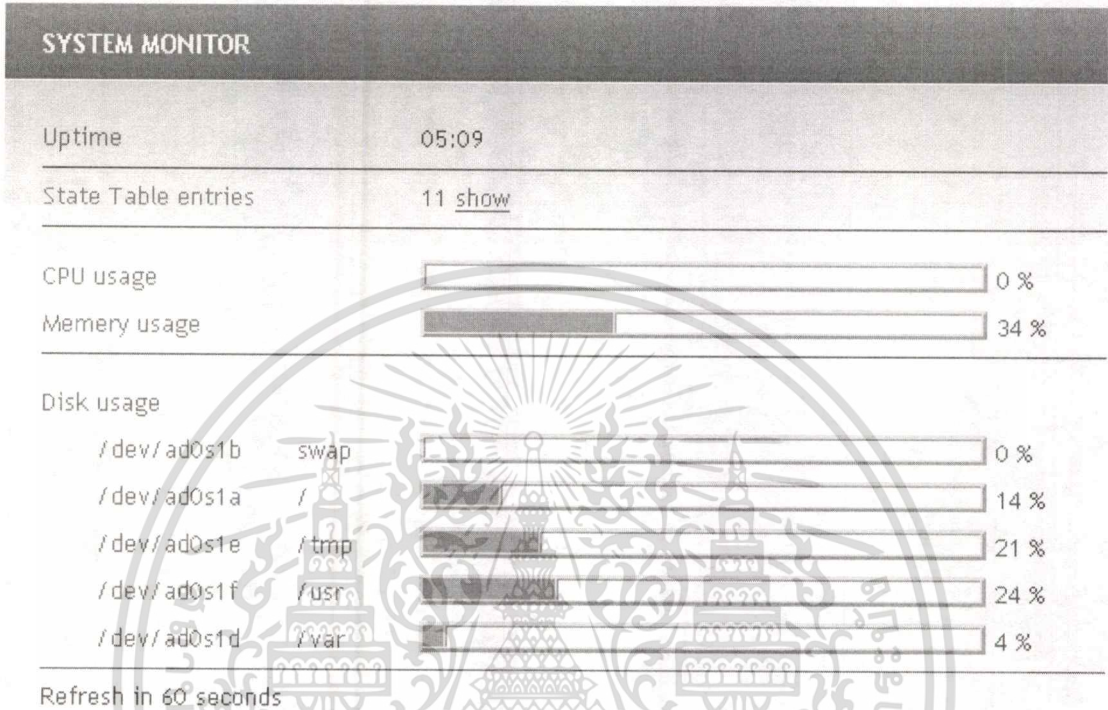 SYSTEM MONITOR
Uptime 05:09
State Table entries 11 show
CPU usage 0 %
Memery usage 34 %
Disk usage
/dev/ad0s1b swap 0 %
/dev/ad0s1a / 14 %
/dev/ad0s1e /tmp 21 %
/dev/ad0s1f /usr 24 %
/dev/ad0s1d /var 4 %
Refresh in 60 seconds